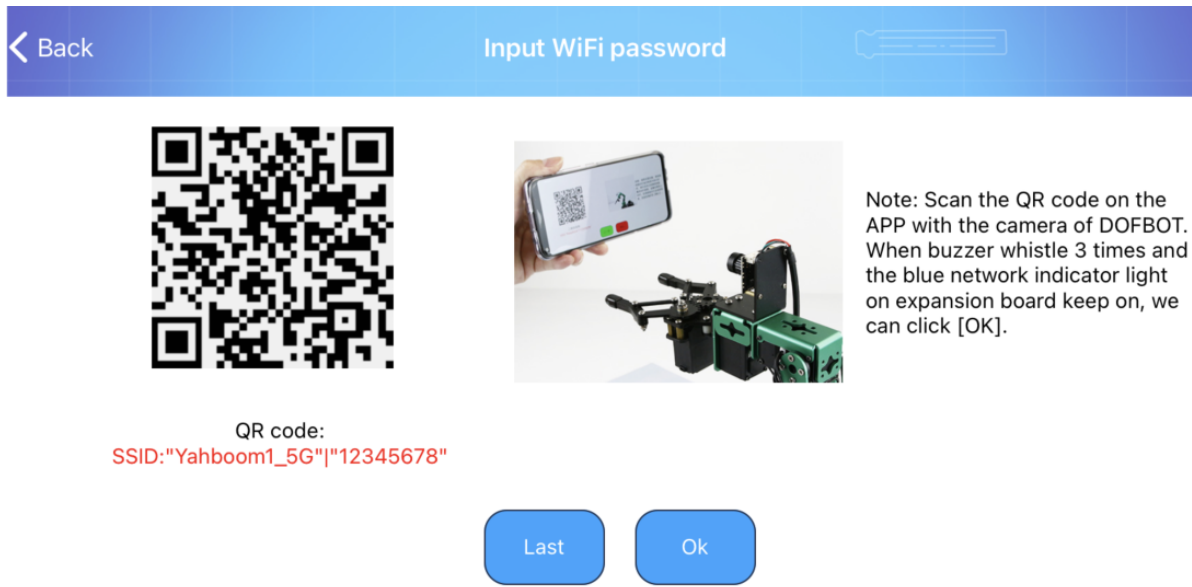 Back
Input WiFi password
Note: Scan the QR code on the
APP with the camera of DOFBOT.
When buzzer whistle 3 times and
the blue network indicator light
on expansion board keep on, we
can click [OK].
QR code:
SSID:"Yahboom1_5G"|"12345678"
Last
Ok